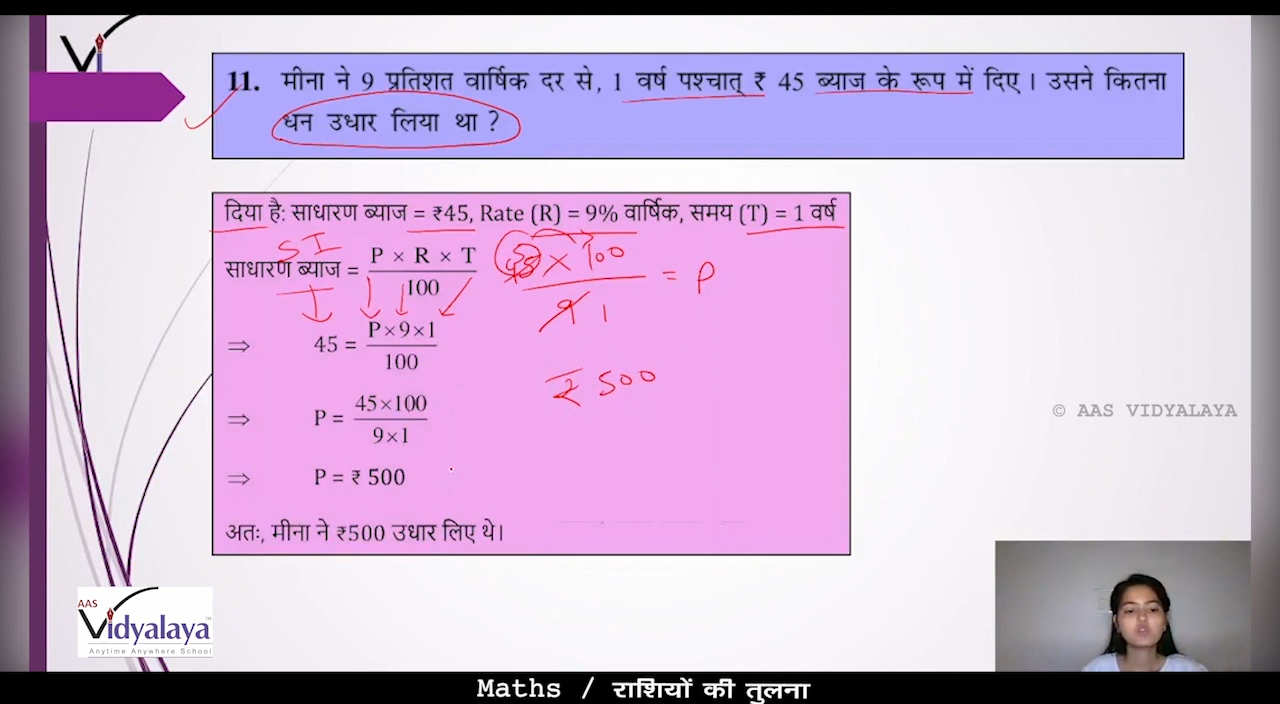 11. मीना ने 9 प्रतिशत वार्षिक दर से, 1 वर्ष पश्चात् ₹ 45 ब्याज के रूप में दिए। उसने कितना
धन उधार लिया था ?
दिया है: साधारण ब्याज = ₹45, Rate (R) = 9% वार्षिक, समय (T) = 1 वर्ष
SI
साधारण ब्याज = P × R × T / 100
⇒ 45 = P×9×1 / 100
⇒ P = 45×100 / 9×1
⇒ P = ₹ 500
अतः, मीना ने ₹500 उधार लिए थे।
45 × 100 / 9 1 = P
₹ 500
© AAS VIDYALAYA
AAS
Vidyalaya
Anytime Anywhere School
Maths / राशियों की तुलना